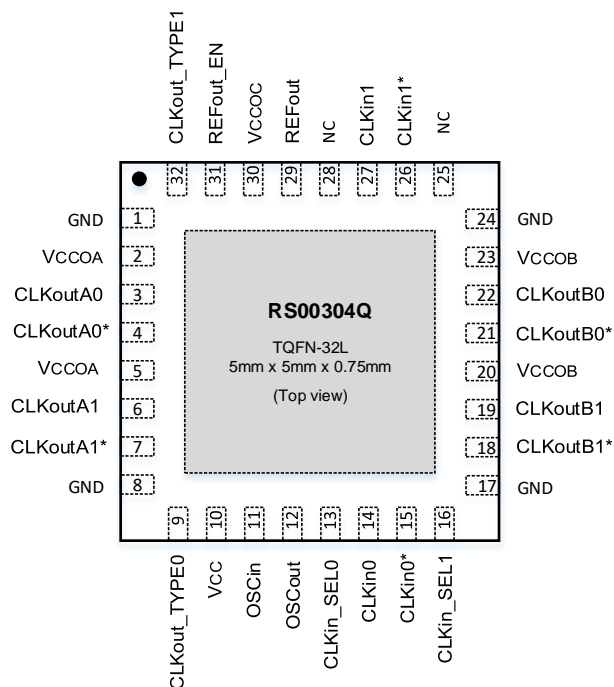 CLKout_TYPE1
REFout_EN
VCCOC
REFout
NC
CLKin1
CLKin1*
NC
32
31
30
29
28
27
26
25
GND 1
VCCOA 2
CLKoutA0 3
CLKoutA0* 4
VCCOA 5
CLKoutA1 6
CLKoutA1* 7
GND 8
RS00304Q
TQFN-32L
5mm x 5mm x 0.75mm
(Top view)
24 GND
23 VCCOB
22 CLKoutB0
21 CLKoutB0*
20 VCCOB
19 CLKoutB1
18 CLKoutB1*
17 GND
9
10
11
12
13
14
15
16
CLKout_TYPE0
VCC
OSCin
OSCout
CLKin_SEL0
CLKin0
CLKin0*
CLKin_SEL1